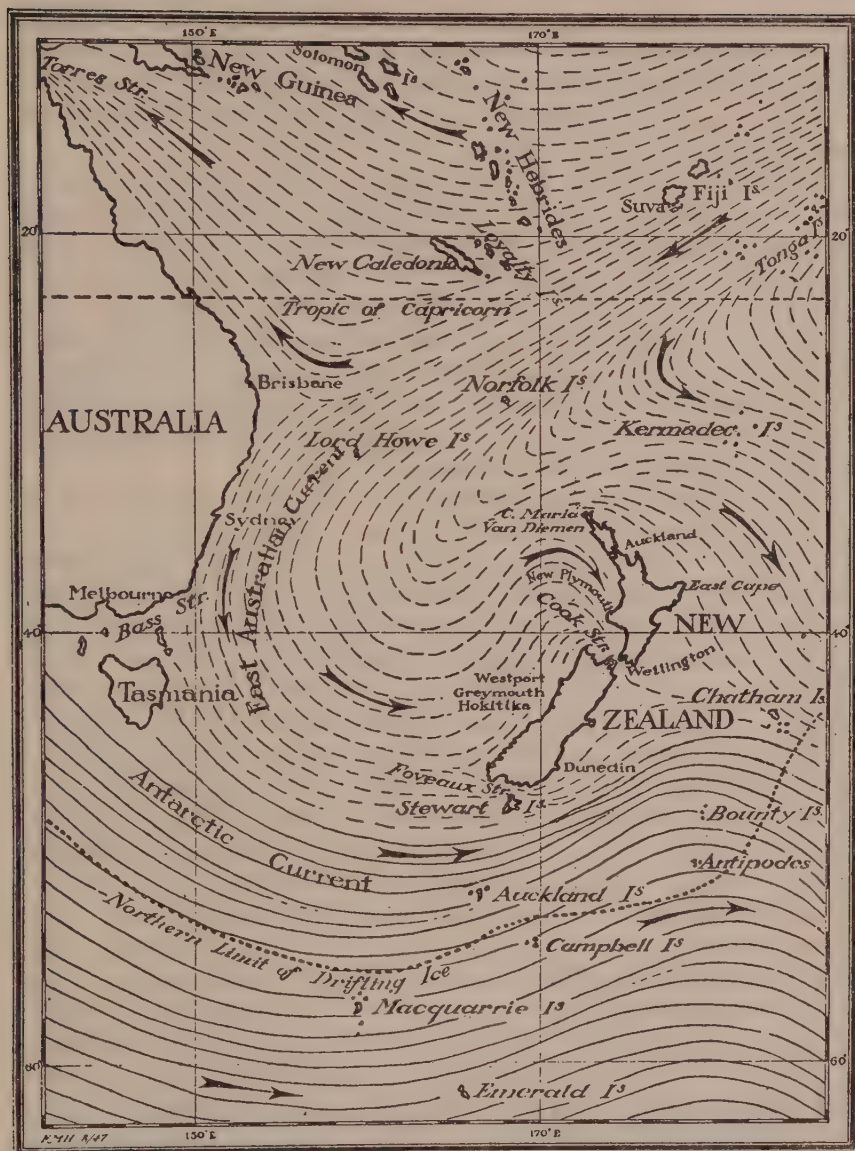 150°E
170°E
Solomon Is
New Guinea
Torres Str.
New Hebrides
Suva
Fiji Is
20°
20°
Tonga Is
Loyalty Is
New Caledonia
Tropic of Capricorn
Brisbane
Norfolk Is
AUSTRALIA
Lord Howe Is
Kermadec Is
East Australian Current
Sydney
C. Maria
Van Diemen
Auckland
New Plymouth
East Cape
Melbourne
Bass Str.
Cook Str.
NEW
40°
40°
Wellington
Tasmania
Westport
Greymouth
Hokitika
Chatham Is
ZEALAND
Foveaux Str.
Dunedin
Stewart Is
Antarctic
Current
Bounty Is
Antipodes
Auckland Is
Northern Limit of Drifting Ice
Campbell Is
Macquarrie Is
60°
60°
Emerald Is
150°E
170°E